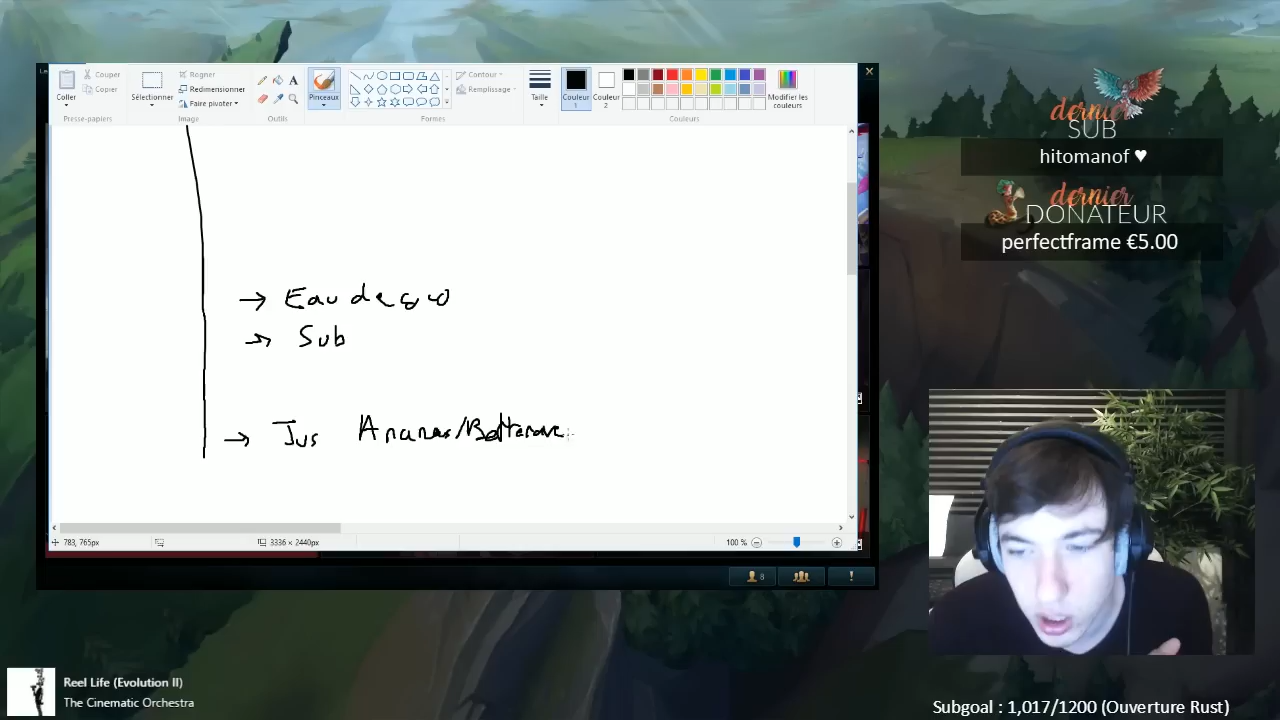 Couper
Copier
Coller
Presse-papiers
Sélectionner
Rogner
Redimensionner
Faire pivoter
Image
A
Outils
Pinceaux
Contour
Remplissage
Formes
Taille
Couleur
1
Couleur
2
Modifier les
couleurs
Couleurs
→ Eau de
→ Sub
→ Jus Ananas/Betterave
783, 765px
3336 × 2440px
100 %
8
dernier
SUB
hitomanof ♥
dernier
DONATEUR
perfectframe €5.00
Reel Life (Evolution II)
The Cinematic Orchestra
Subgoal : 1,017/1200 (Ouverture Rust)